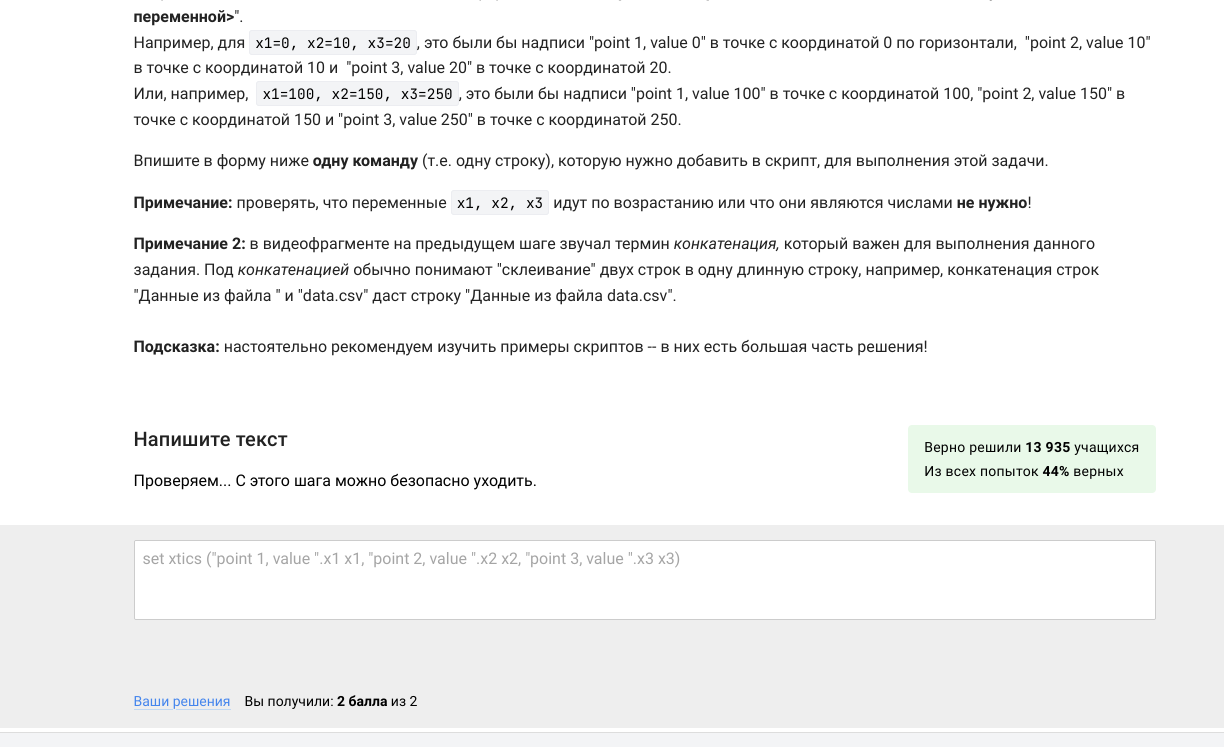 переменной>".
Например, для x1=0, x2=10, x3=20, это были бы надписи "point 1, value 0" в точке с координатой 0 по горизонтали, "point 2, value 10"
в точке с координатой 10 и "point 3, value 20" в точке с координатой 20.
Или, например, x1=100, x2=150, x3=250, это были бы надписи "point 1, value 100" в точке с координатой 100, "point 2, value 150" в
точке с координатой 150 и "point 3, value 250" в точке с координатой 250.
Впишите в форму ниже одну команду (т.е. одну строку), которую нужно добавить в скрипт, для выполнения этой задачи.
Примечание: проверять, что переменные x1, x2, x3 идут по возрастанию или что они являются числами не нужно!
Примечание 2: в видеофрагменте на предыдущем шаге звучал термин конкатенация, который важен для выполнения данного
задания. Под конкатенацией обычно понимают "склеивание" двух строк в одну длинную строку, например, конкатенация строк
"Данные из файла " и "data.csv" даст строку "Данные из файла data.csv".
Подсказка: настоятельно рекомендуем изучить примеры скриптов -- в них есть большая часть решения!
Напишите текст
Верно решили 13 935 учащихся
Из всех попыток 44% верных
Проверяем... С этого шага можно безопасно уходить.
set xtics ("point 1, value ".x1 x1, "point 2, value ".x2 x2, "point 3, value ".x3 x3)
Ваши решения Вы получили: 2 балла из 2